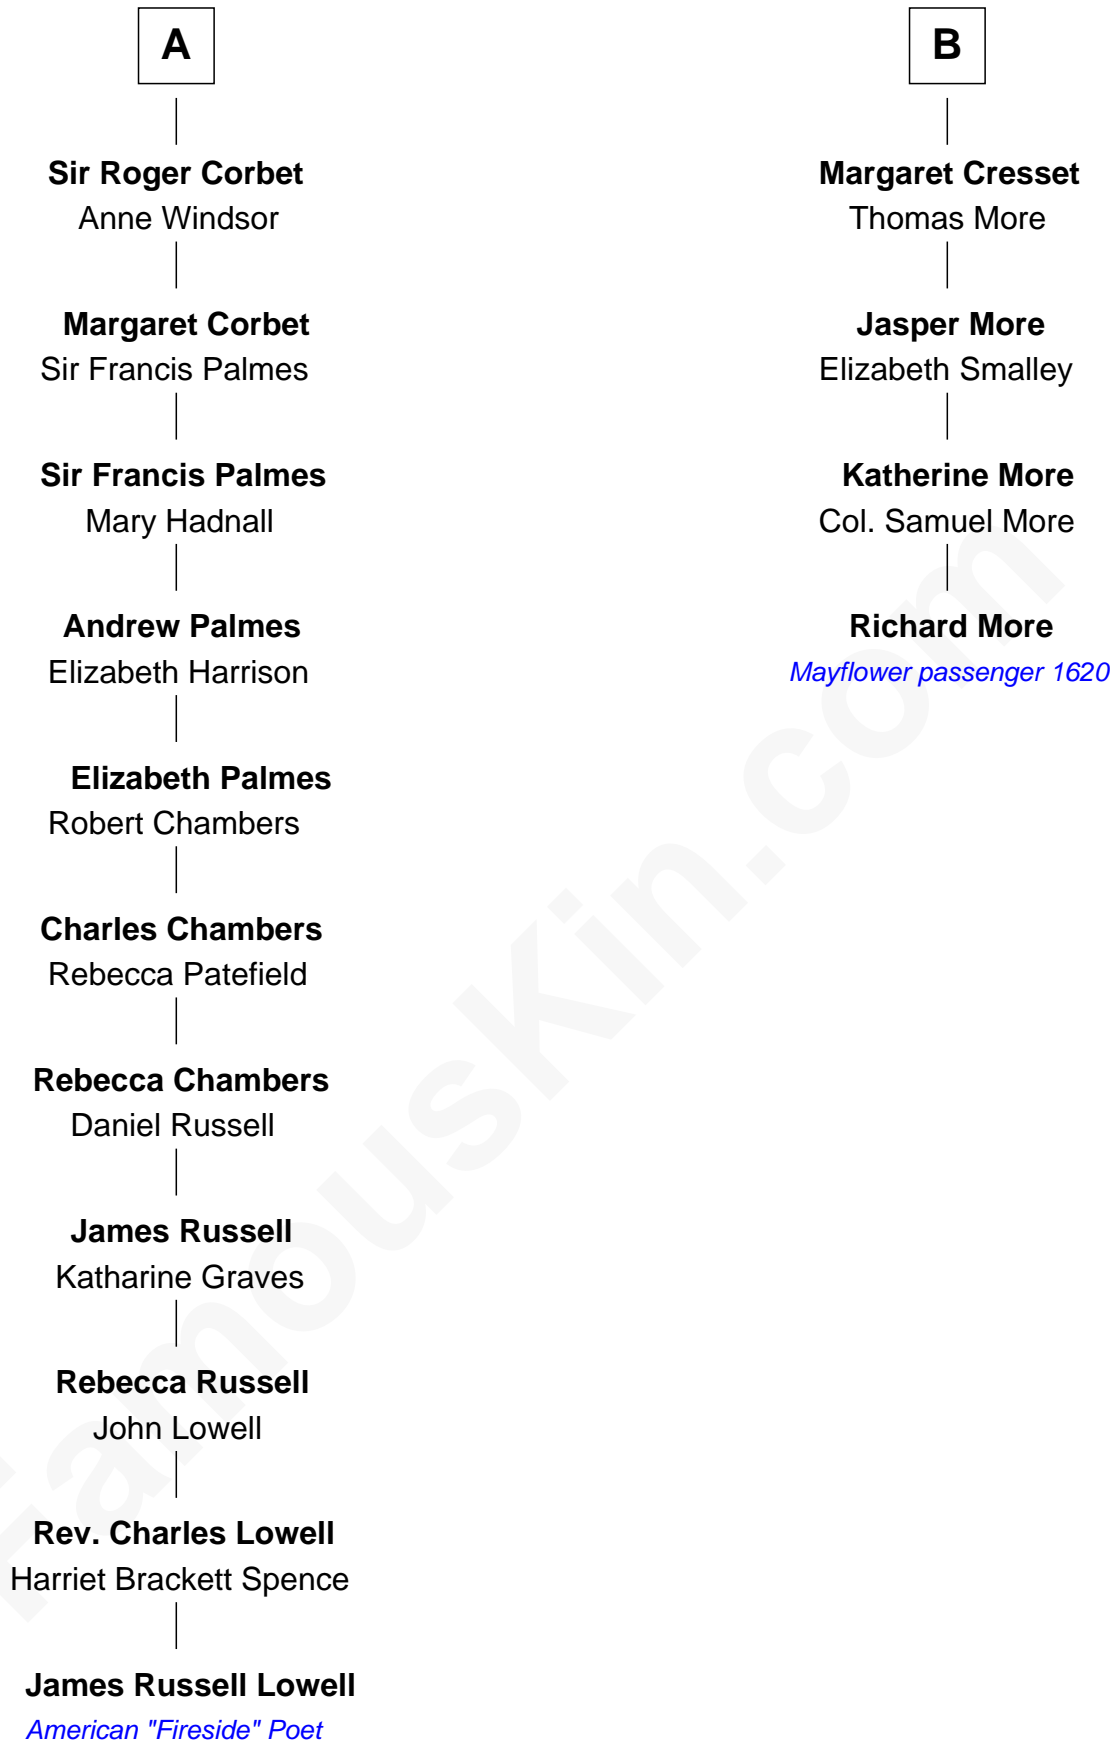 A
Sir Roger Corbet
Anne Windsor
Margaret Corbet
Sir Francis Palmes
Sir Francis Palmes
Mary Hadnall
Andrew Palmes
Elizabeth Harrison
Elizabeth Palmes
Robert Chambers
Charles Chambers
Rebecca Patefield
Rebecca Chambers
Daniel Russell
James Russell
Katharine Graves
Rebecca Russell
John Lowell
Rev. Charles Lowell
Harriet Brackett Spence
James Russell Lowell
American "Fireside" Poet
B
Margaret Cresset
Thomas More
Jasper More
Elizabeth Smalley
Katherine More
Col. Samuel More
Richard More
Mayflower passenger 1620
FamousKin.com